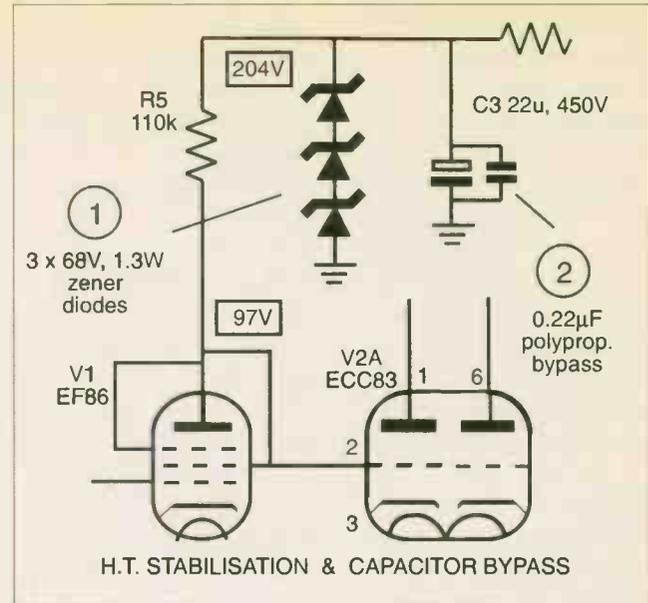 204V
R5
110k
C3 22u, 450V
1
3 x 68V, 1.3W
zener
diodes
2
0.22µF
polyprop.
bypass
97V
V1
EF86
V2A
ECC83
1
6
2
3
H.T. STABILISATION & CAPACITOR BYPASS